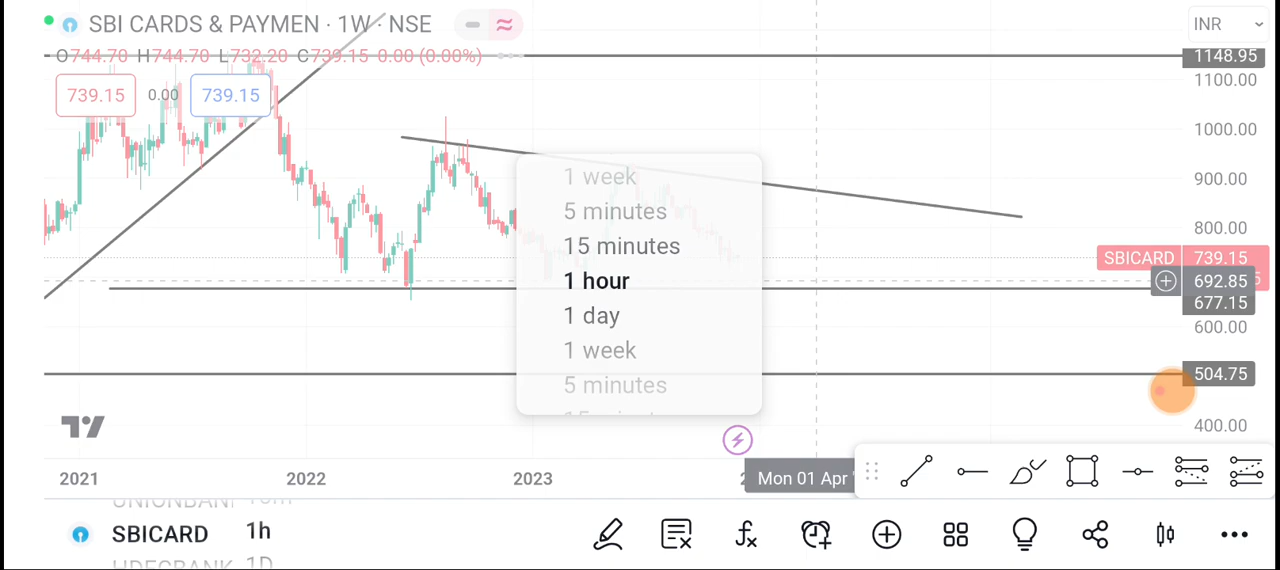 SBI CARDS & PAYMEN · 1W · NSE
INR
O744.70 H744.70 L732.20 C739.15 0.00 (0.00%)
1148.95
1100.00
739.15 0.00 739.15
1000.00
1 week
900.00
5 minutes
800.00
15 minutes
SBICARD 739.15
1 hour
692.85
677.15
1 day
600.00
1 week
504.75
5 minutes
400.00
2021 2022 2023 Mon 01 Apr
SBICARD 1h
1D